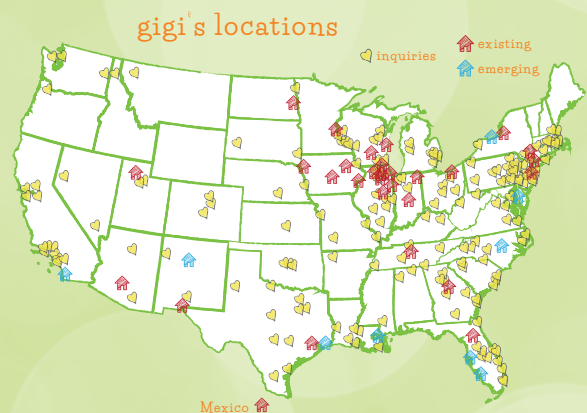 gigi's locations
inquiries
existing
emerging
Mexico